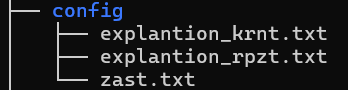 config
explantion_krnt.txt
explantion_rpzt.txt
zast.txt